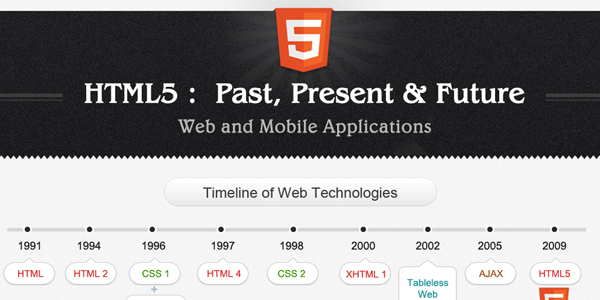 5
HTML5 : Past, Present & Future
Web and Mobile Applications
Timeline of Web Technologies
1991 1994 1996 1997 1998 2000 2002 2005 2009
HTML HTML 2 CSS 1 HTML 4 CSS 2 XHTML 1 Tableless Web AJAX HTML5
+